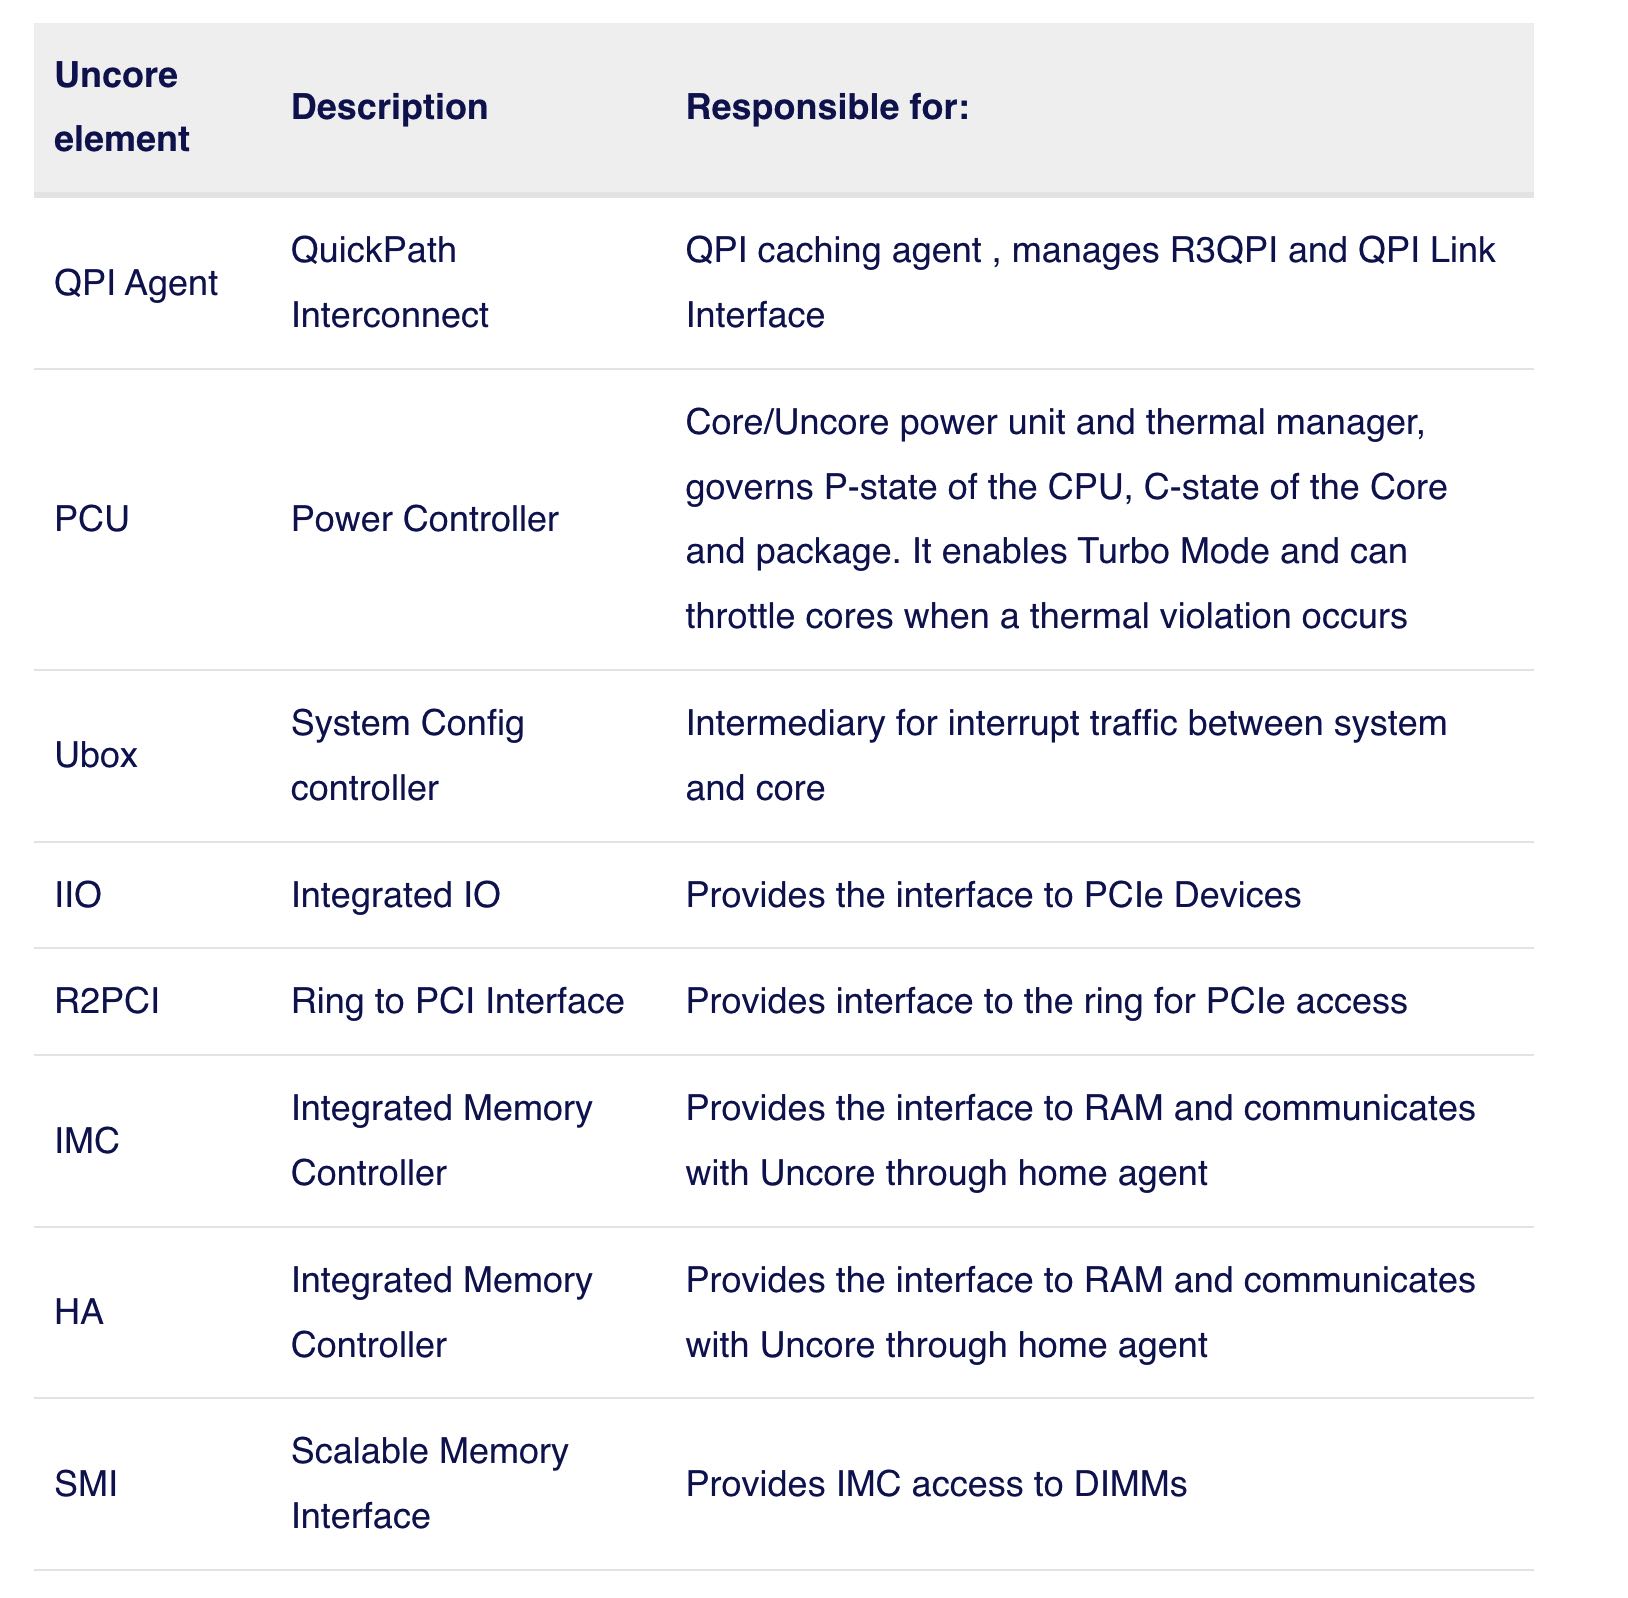 Uncore
element
Description
Responsible for:
QPI Agent
QuickPath
Interconnect
QPI caching agent , manages R3QPI and QPI Link
Interface
PCU
Power Controller
Core/Uncore power unit and thermal manager,
governs P-state of the CPU, C-state of the Core
and package. It enables Turbo Mode and can
throttle cores when a thermal violation occurs
Ubox
System Config
controller
Intermediary for interrupt traffic between system
and core
IIO
Integrated IO
Provides the interface to PCIe Devices
R2PCI
Ring to PCI Interface
Provides interface to the ring for PCIe access
IMC
Integrated Memory
Controller
Provides the interface to RAM and communicates
with Uncore through home agent
HA
Integrated Memory
Controller
Provides the interface to RAM and communicates
with Uncore through home agent
SMI
Scalable Memory
Interface
Provides IMC access to DIMMs